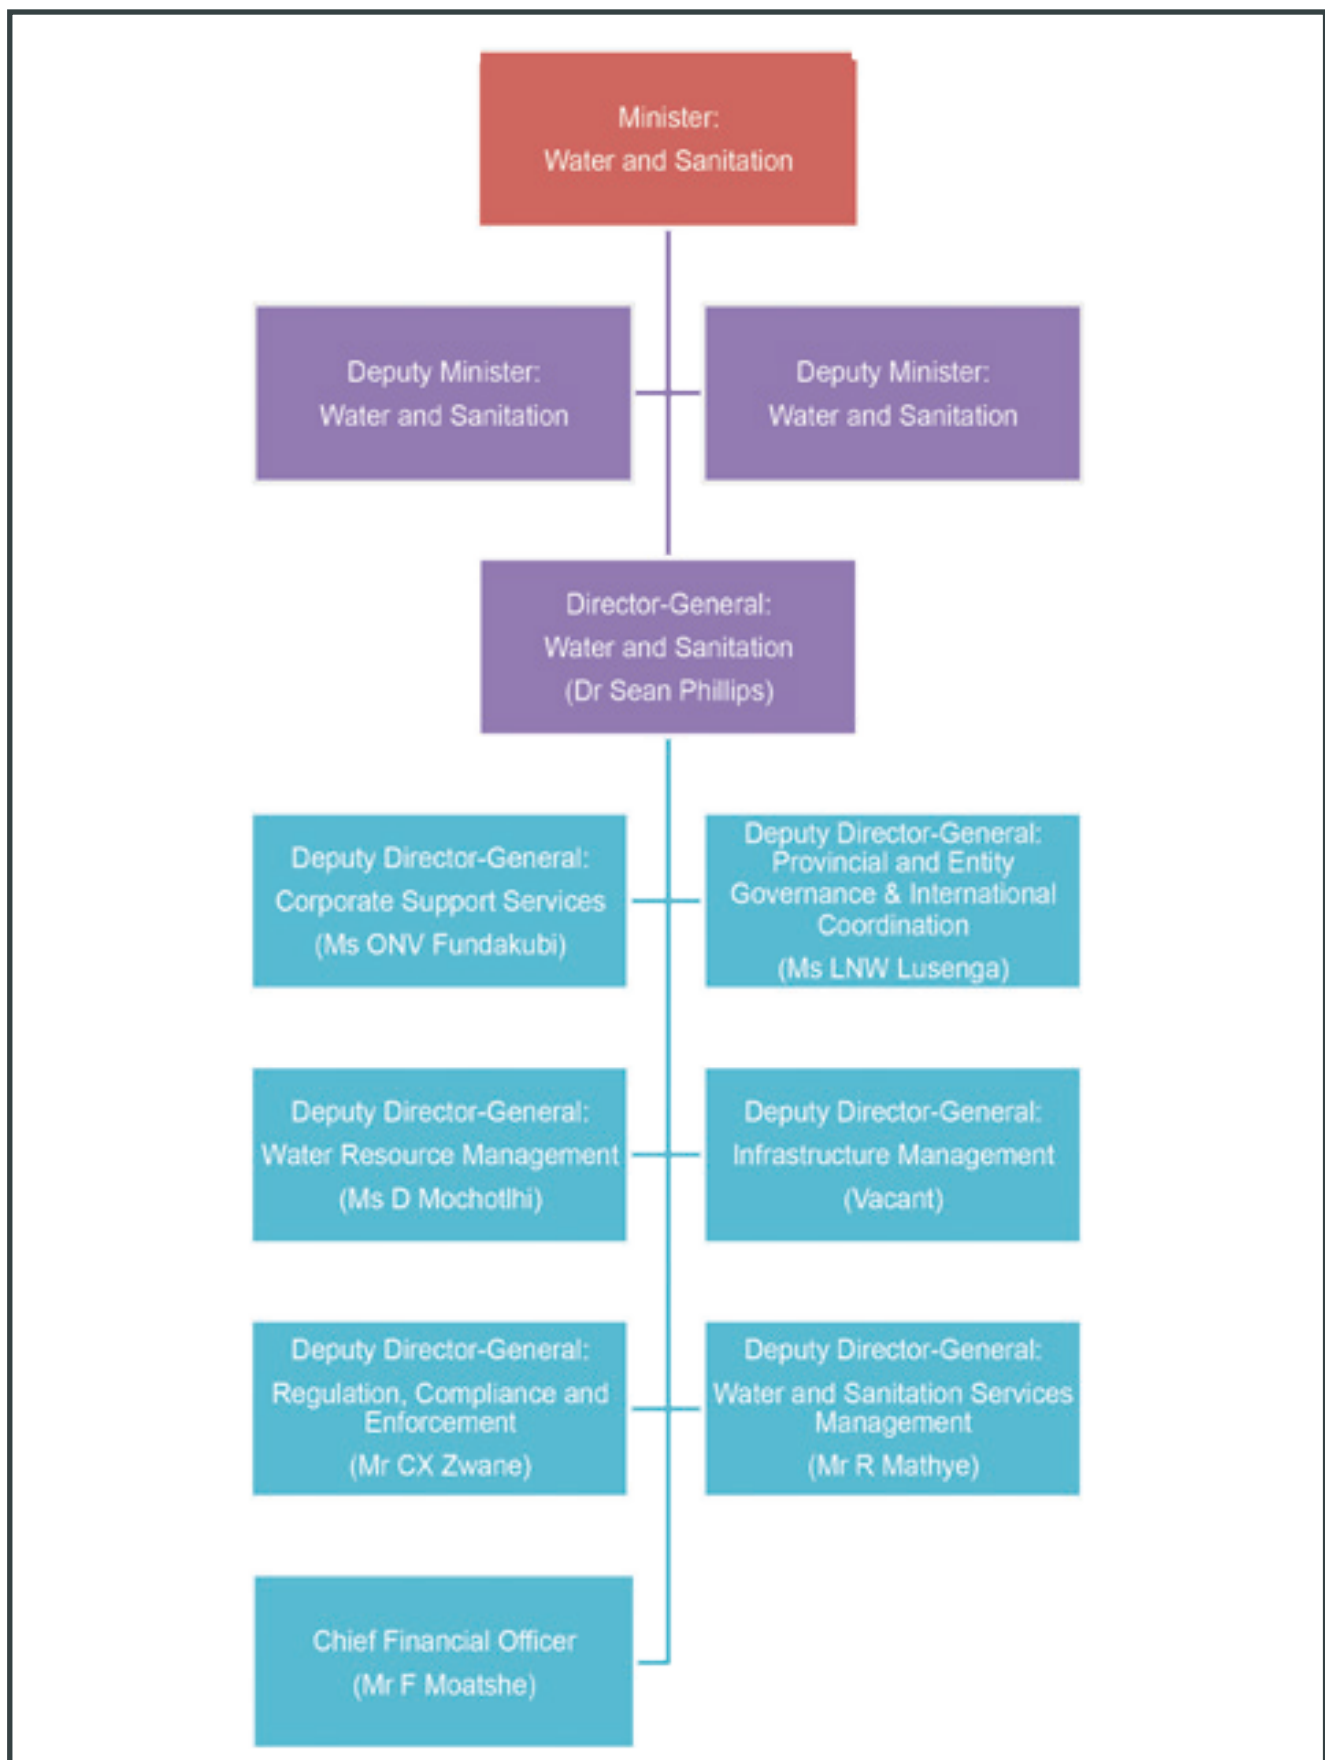 Minister:
Water and Sanitation
Deputy Minister:
Water and Sanitation
Deputy Minister:
Water and Sanitation
Director-General:
Water and Sanitation
(Dr Sean Phillips)
Deputy Director-General:
Corporate Support Services
(Ms ONV Fundakubi)
Deputy Director-General:
Provincial and Entity
Governance & International
Coordination
(Ms LNW Lusenga)
Deputy Director-General:
Water Resource Management
(Ms D Mochotlhi)
Deputy Director-General:
Infrastructure Management
(Vacant)
Deputy Director-General:
Regulation, Compliance and
Enforcement
(Mr CX Zwane)
Deputy Director-General:
Water and Sanitation Services
Management
(Mr R Mathye)
Chief Financial Officer
(Mr F Moatshe)